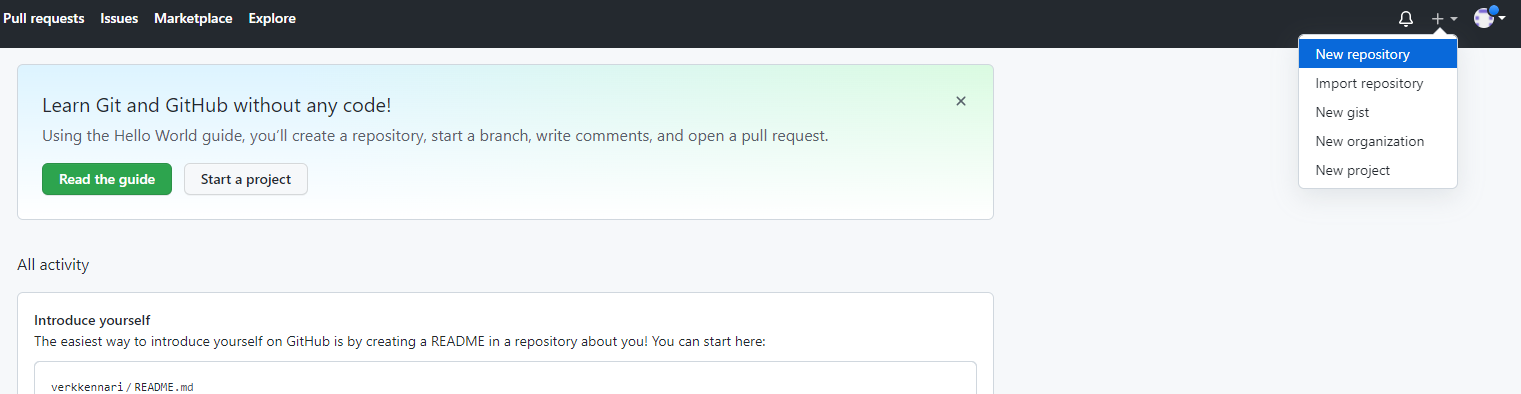 Pull requests Issues Marketplace Explore
New repository
Import repository
New gist
New organization
New project
Learn Git and GitHub without any code!
Using the Hello World guide, you’ll create a repository, start a branch, write comments, and open a pull request.
Read the guide Start a project
All activity
Introduce yourself
The easiest way to introduce yourself on GitHub is by creating a README in a repository about you! You can start here:
verkkennari / README.md